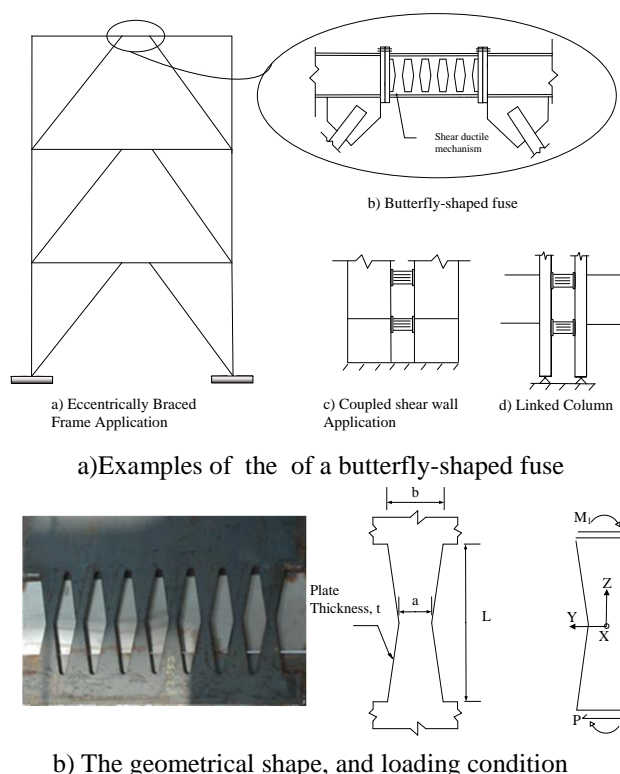 Shear ductile
mechanism
b) Butterfly-shaped fuse
a) Eccentrically Braced
Frame Application
c) Coupled shear wall
Application
d) Linked Column
a)Examples of the of a butterfly-shaped fuse
b
a
Plate
Thickness, t
L
M1
Z
Y
X
P
b) The geometrical shape, and loading condition